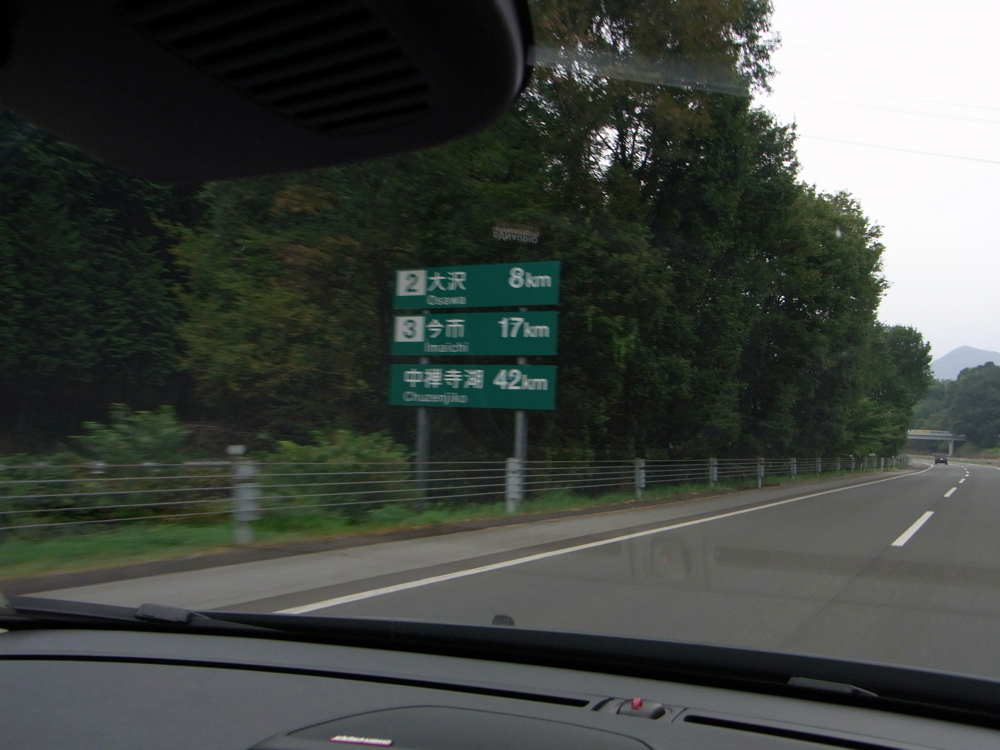 2 大沢 8km
Osawa
3 今市 17km
Imaichi
中禅寺湖 42km
Chuzenjiko